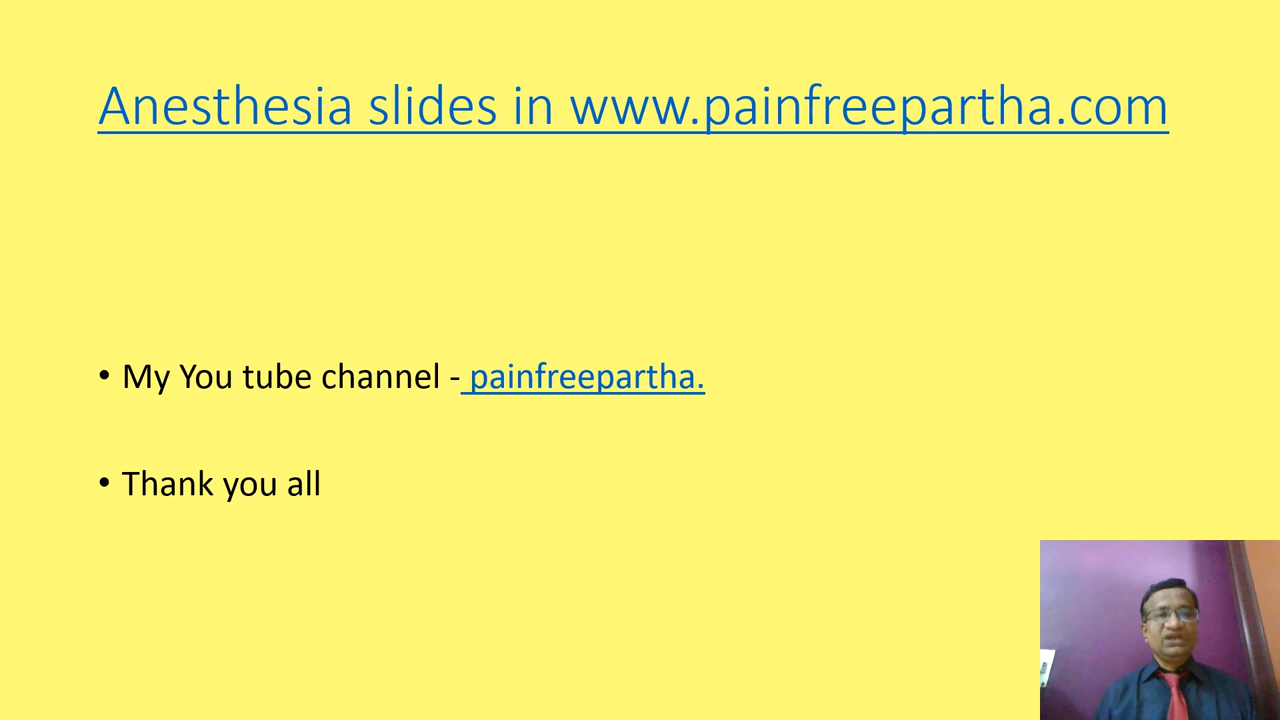 Anesthesia slides in www.painfreepartha.com
• My You tube channel - painfreepartha.
• Thank you all